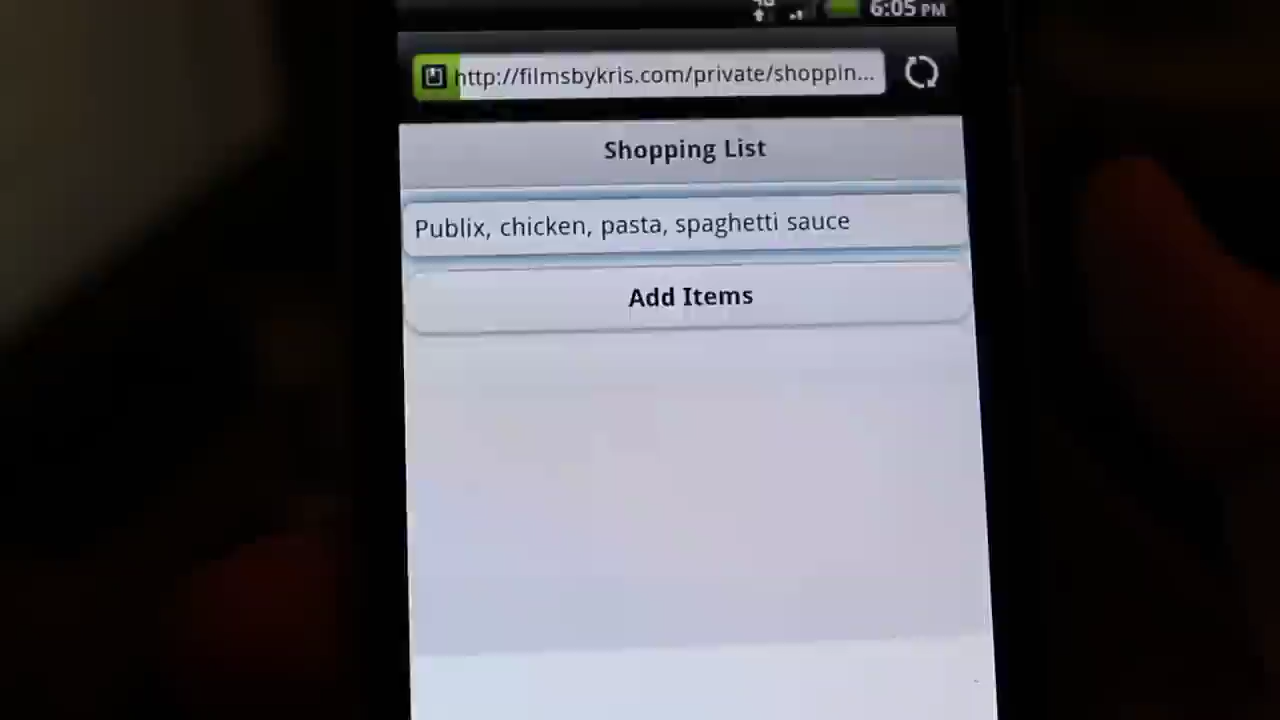 6:05 PM
http://filmsbykris.com/private/shoppin...
Shopping List
Publix, chicken, pasta, spaghetti sauce
Add Items